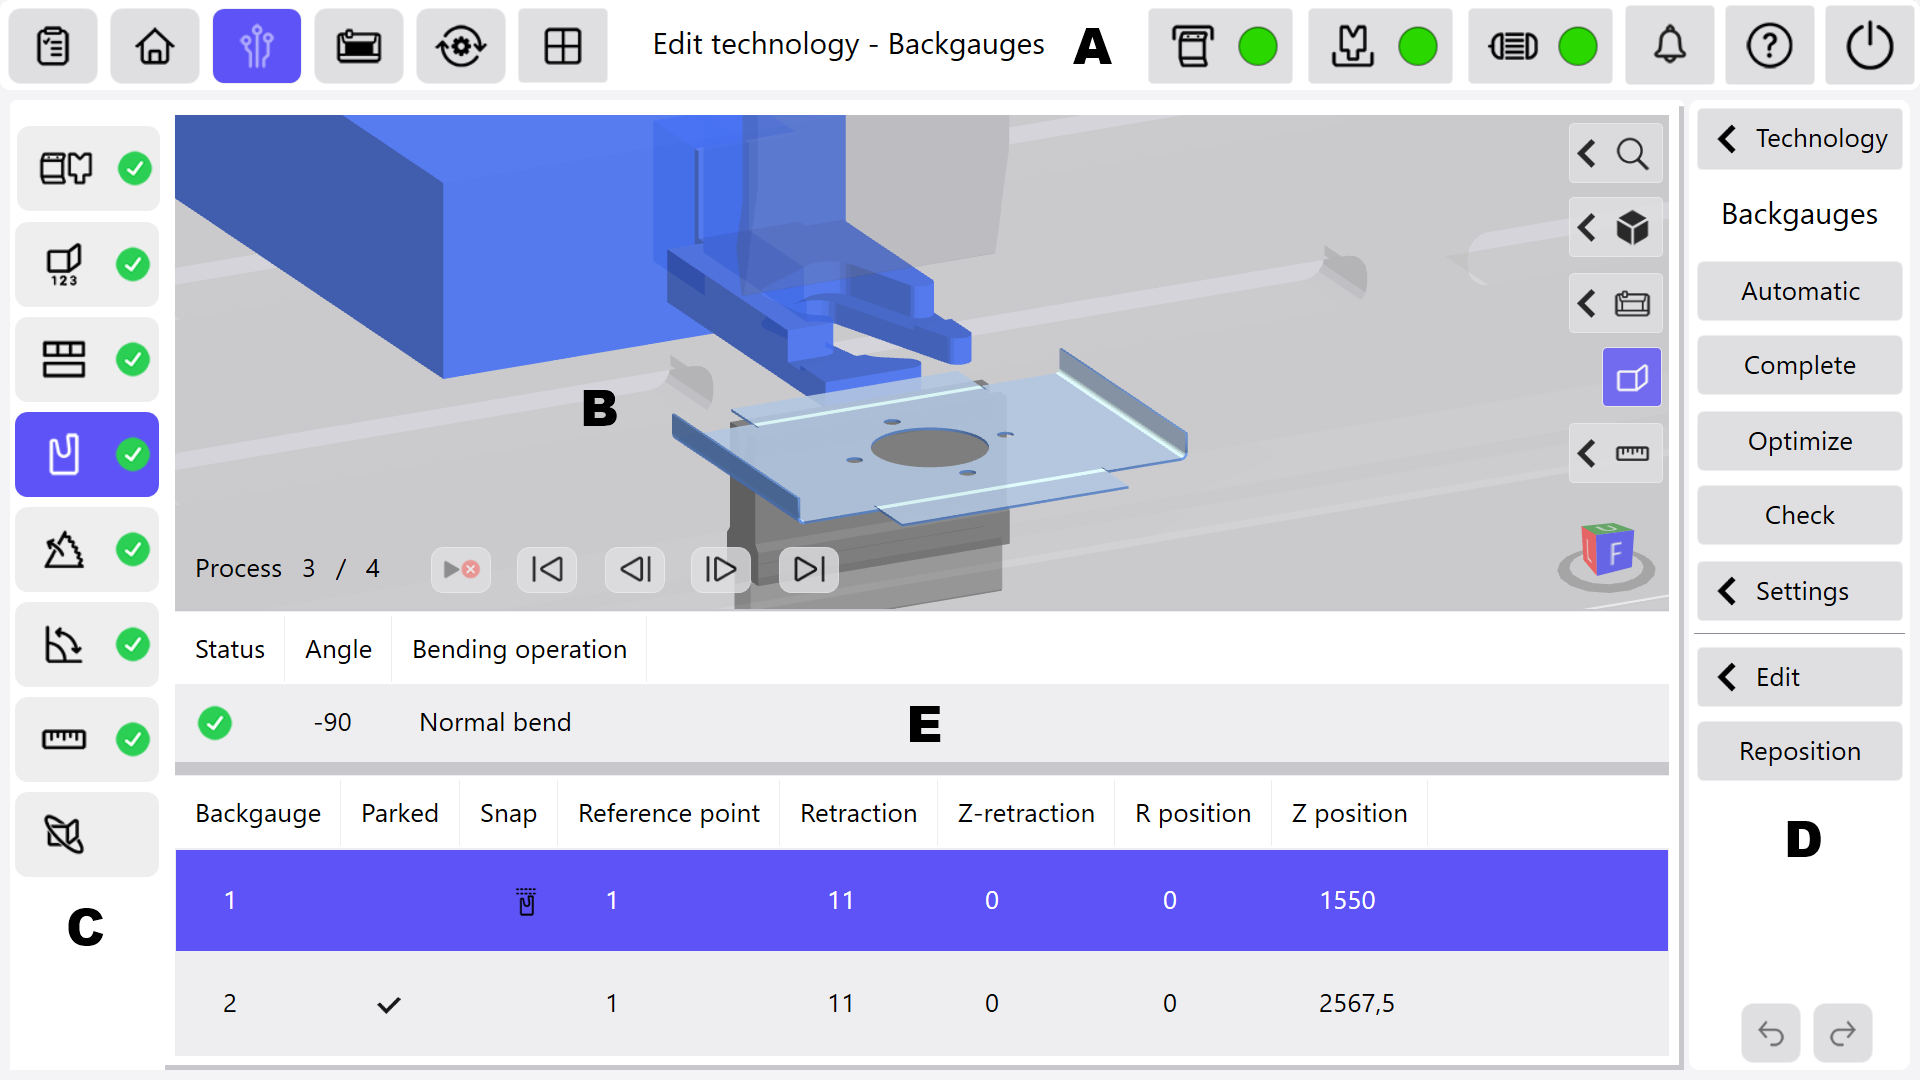 Edit technology - Backgauges A
Technology
Backgauges
Automatic
Complete
Optimize
Check
Settings
Edit
Reposition
D
123
C
B
U
L F
Process 3 / 4
Status Angle Bending operation
-90 Normal bend E
Backgauge Parked Snap Reference point Retraction Z-retraction R position Z position
1 1 11 0 0 1550
2 1 11 0 0 2567,5